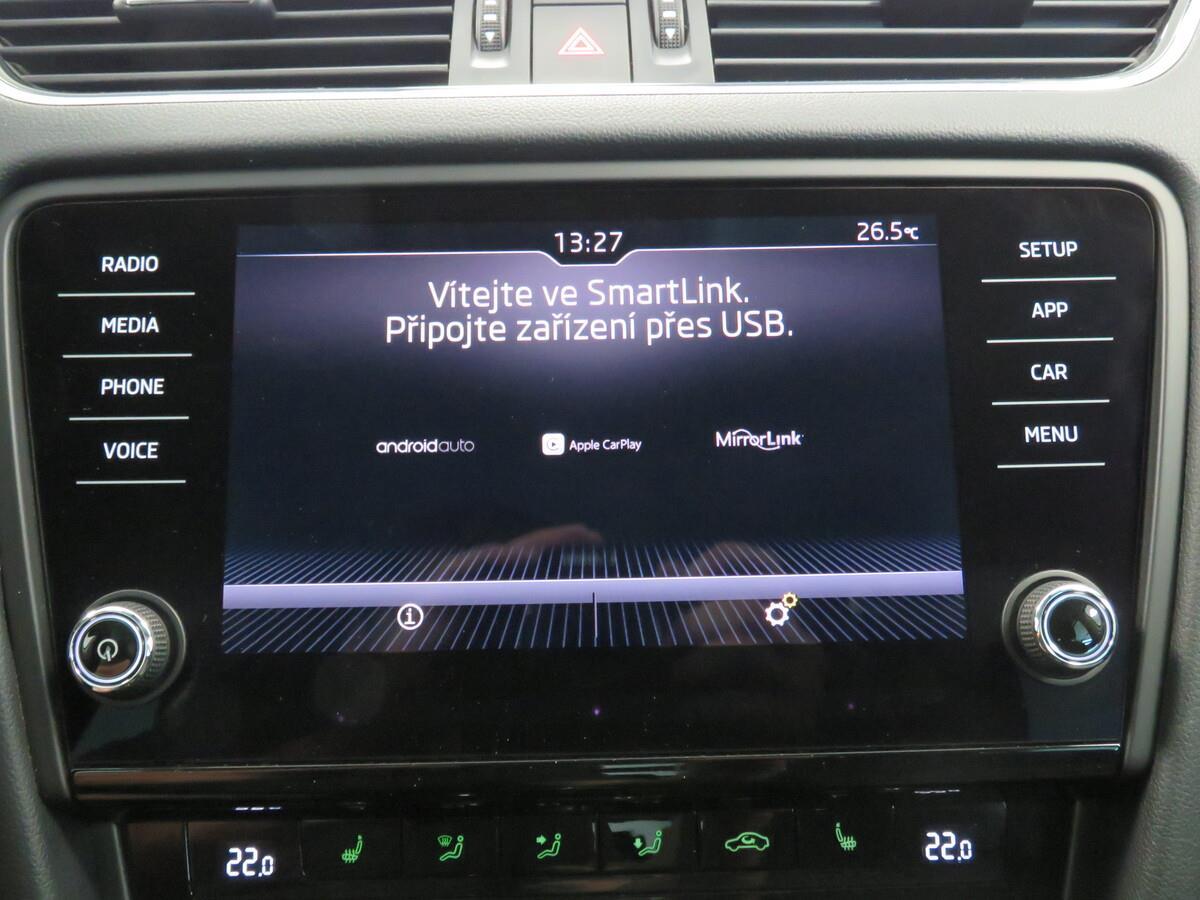 RADIO
MEDIA
PHONE
VOICE
13:27
26.5°C
Vítejte ve SmartLink.
Připojte zařízení přes USB.
androidauto
Apple CarPlay
MirrorLink
SETUP
APP
CAR
MENU
22.0
22.0